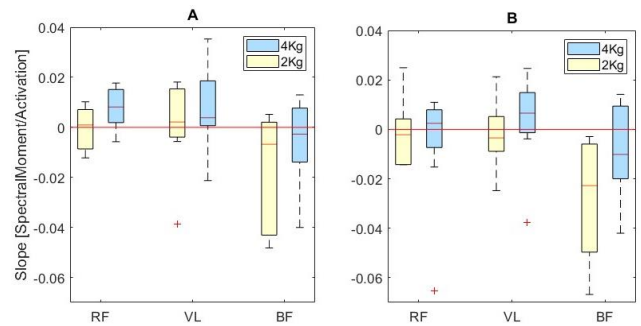 A
B
Slope [SpectralMoment/Activation]
0.04
0.02
0
-0.02
-0.04
-0.06
4Kg
2Kg
RF
VL
BF
0.04
0.02
0
-0.02
-0.04
-0.06
4Kg
2Kg
RF
VL
BF